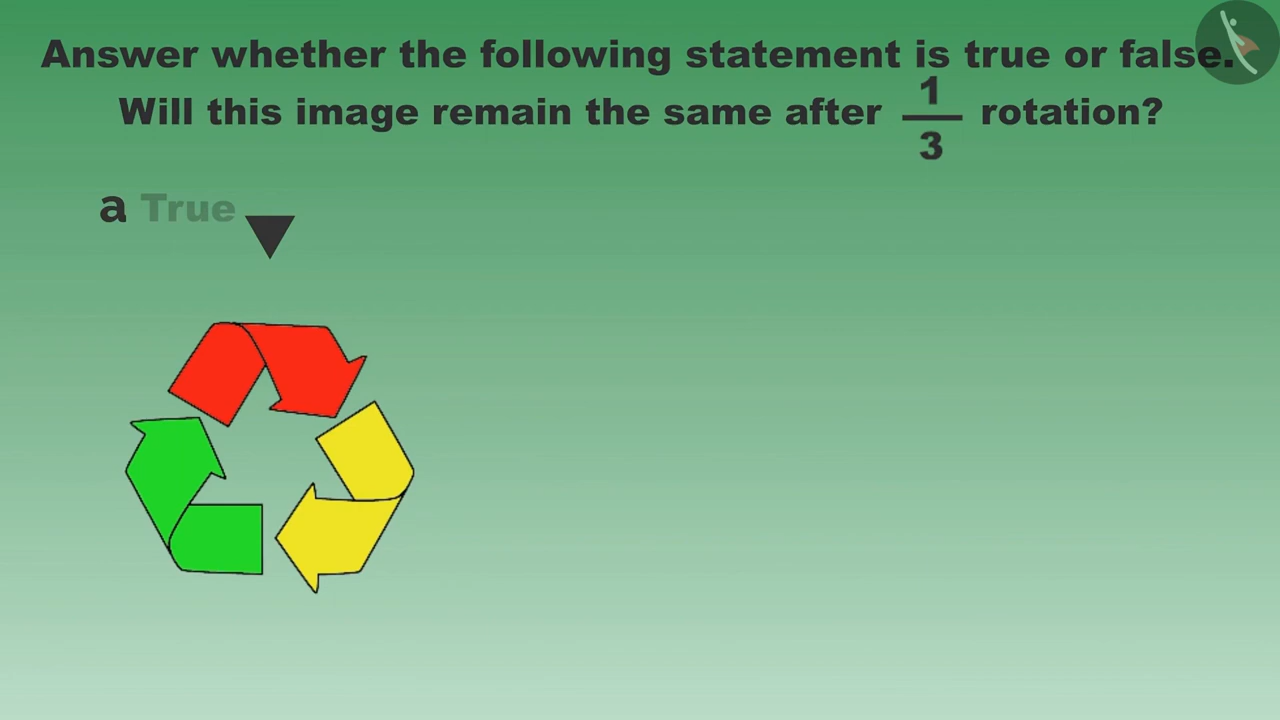 Answer whether the following statement is true or false.
Will this image remain the same after 1/3 rotation?
a True